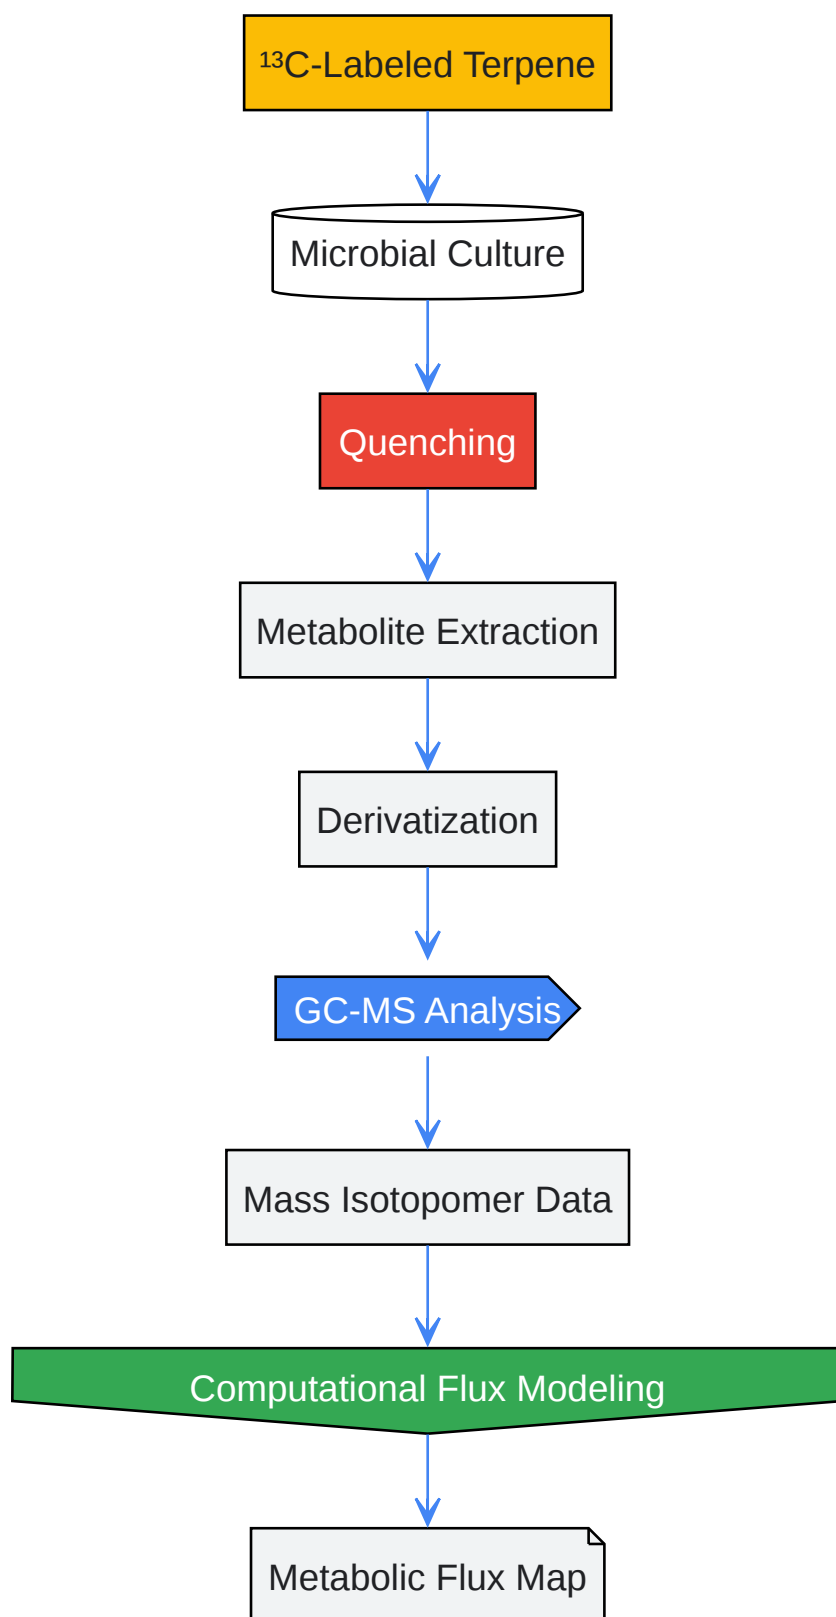 ¹³C-Labeled Terpene
Microbial Culture
Quenching
Metabolite Extraction
Derivatization
GC-MS Analysis
Mass Isotopomer Data
Computational Flux Modeling
Metabolic Flux Map